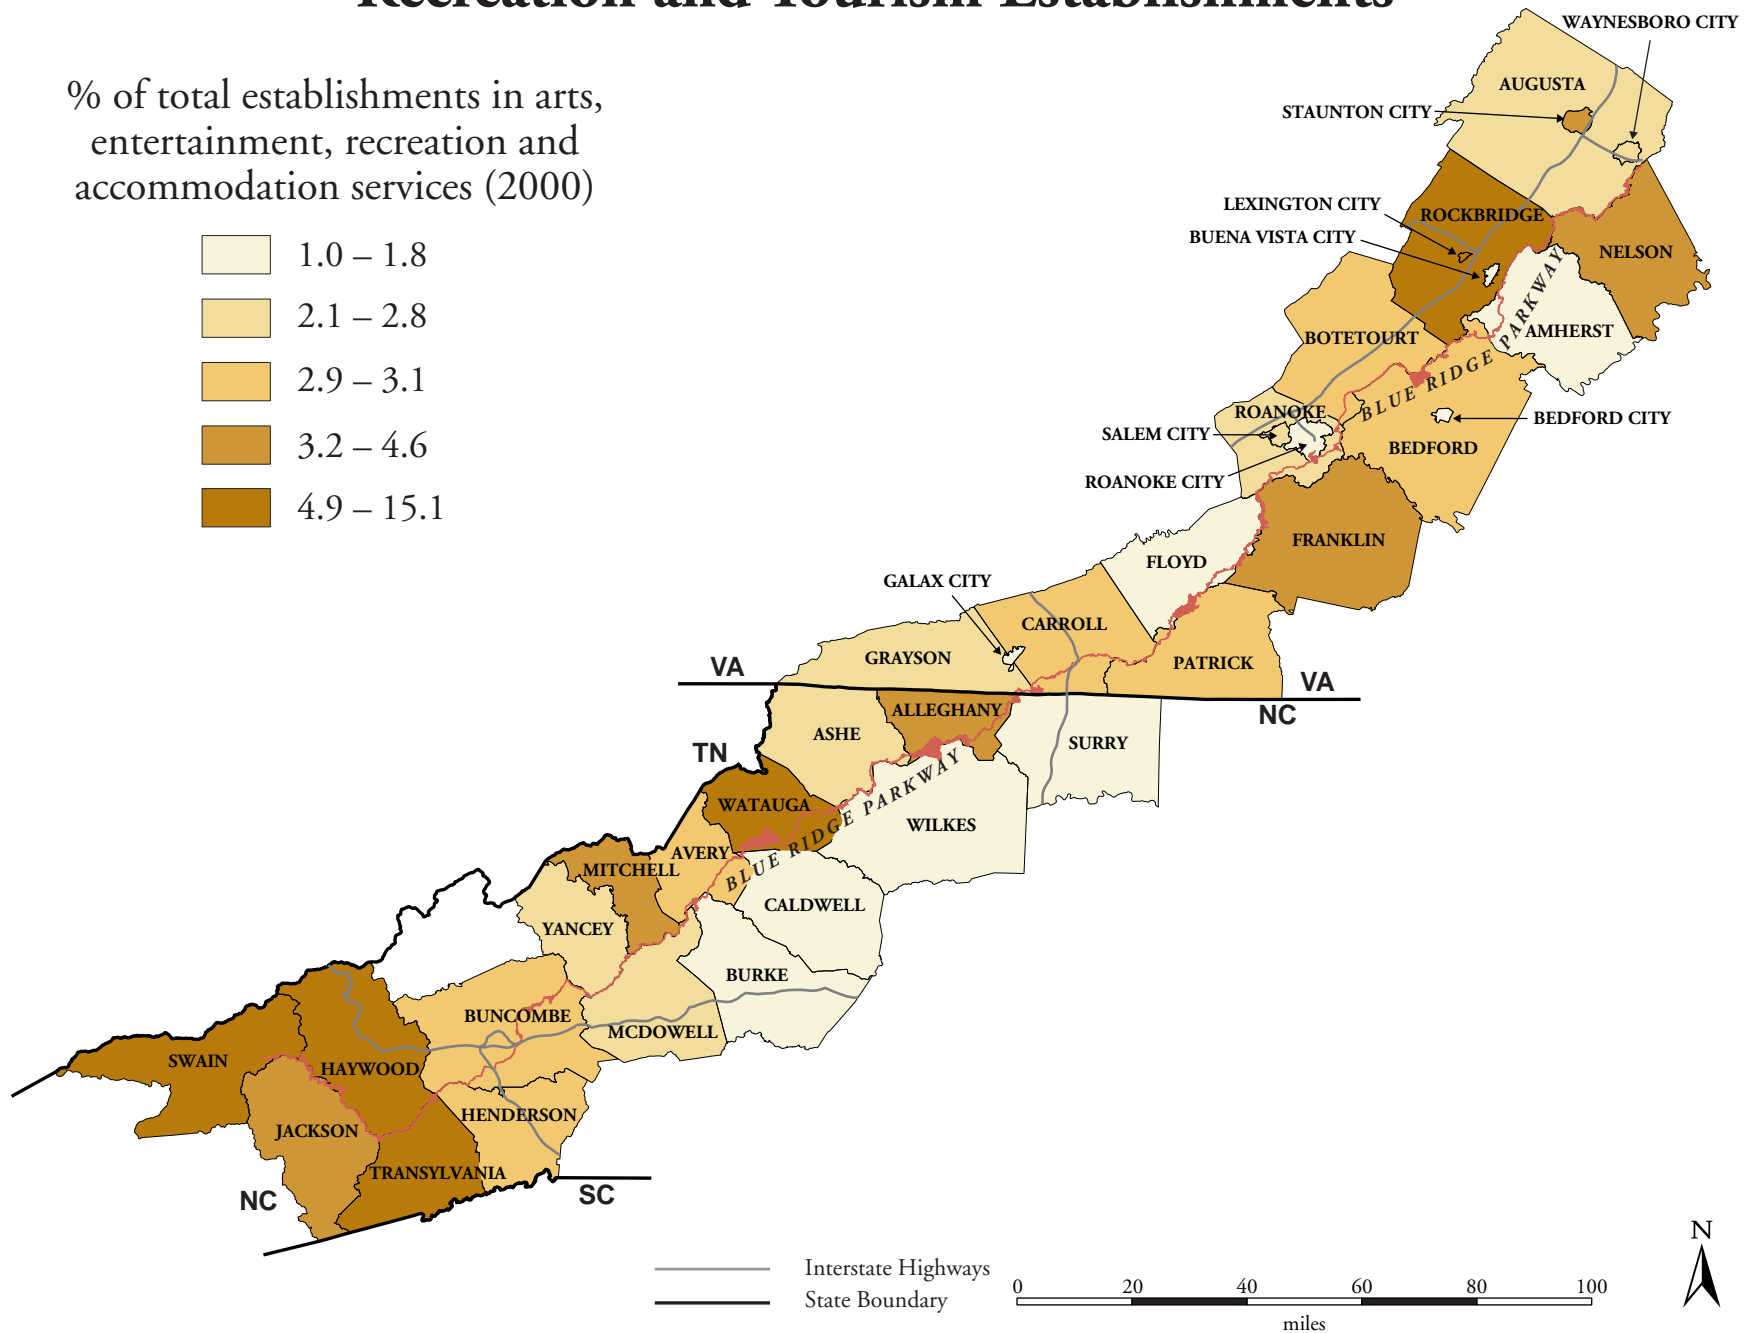 Recreation and Tourism Establishments
% of total establishments in arts,
entertainment, recreation and
accommodation services (2000)
1.0 – 1.8
2.1 – 2.8
2.9 – 3.1
3.2 – 4.6
4.9 – 15.1
WAYNESBORO CITY
AUGUSTA
STAUNTON CITY
LEXINGTON CITY
ROCKBRIDGE
BUENA VISTA CITY
NELSON
AMHERST
BOTETOURT
BLUE RIDGE PARKWAY
ROANOKE
BEDFORD CITY
SALEM CITY
BEDFORD
ROANOKE CITY
FRANKLIN
FLOYD
GALAX CITY
CARROLL
GRAYSON
PATRICK
VA
VA
NC
ALLEGHANY
ASHE
SURRY
TN
WATAUGA
WILKES
BLUE RIDGE PARKWAY
AVERY
MITCHELL
CALDWELL
YANCEY
BURKE
BUNCOMBE
MCDOWELL
SWAIN
HAYWOOD
HENDERSON
JACKSON
TRANSYLVANIA
NC
SC
N
Interstate Highways
State Boundary
0 20 40 60 80 100
miles